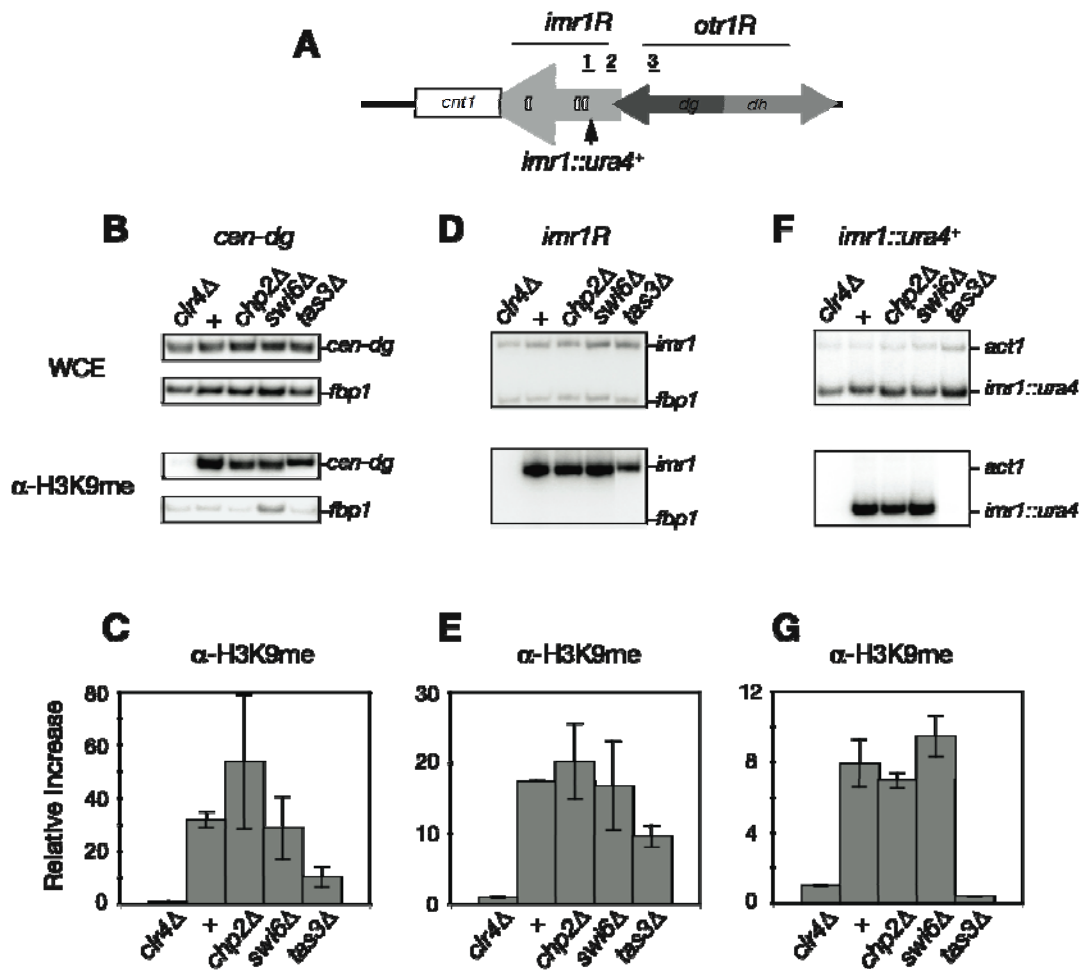 A
imr1R
otr1R
1 2 3
cnt1
dg
dh
imr1::ura4+
B
cen-dg
D
imr1R
F
imr1::ura4+
clr4Δ + chp2Δ swi6Δ tas3Δ
clr4Δ + chp2Δ swi6Δ tas3Δ
clr4Δ + chp2Δ swi6Δ tas3Δ
WCE
cen-dg
fbp1
imr1
fbp1
act1
imr1::ura4
α-H3K9me
cen-dg
fbp1
imr1
fbp1
act1
imr1::ura4
C
α-H3K9me
E
α-H3K9me
G
α-H3K9me
Relative Increase
80
60
40
20
0
clr4Δ + chp2Δ swi6Δ tas3Δ
30
20
10
0
clr4Δ + chp2Δ swi6Δ tas3Δ
12
8
4
0
clr4Δ + chp2Δ swi6Δ tas3Δ